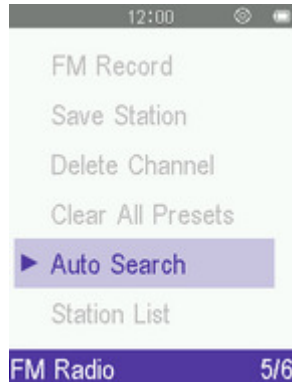 12:00
FM Record
Save Station
Delete Channel
Clear All Presets
Auto Search
Station List
FM Radio 5/6